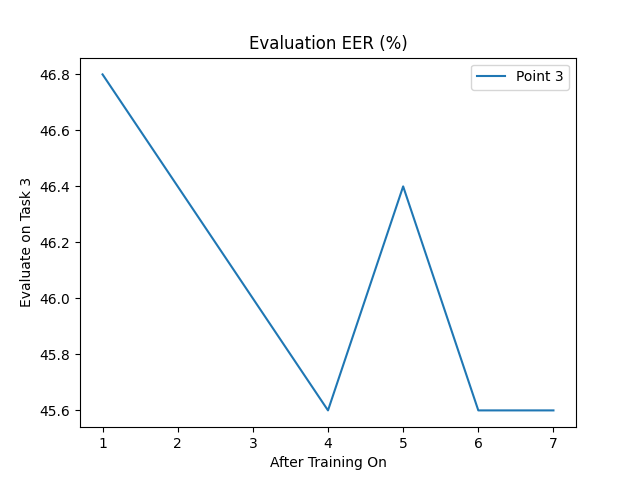 Evaluation EER (%)
Point 3
46.8
46.6
46.4
46.2
46.0
45.8
45.6
Evaluate on Task 3
1 2 3 4 5 6 7
After Training On